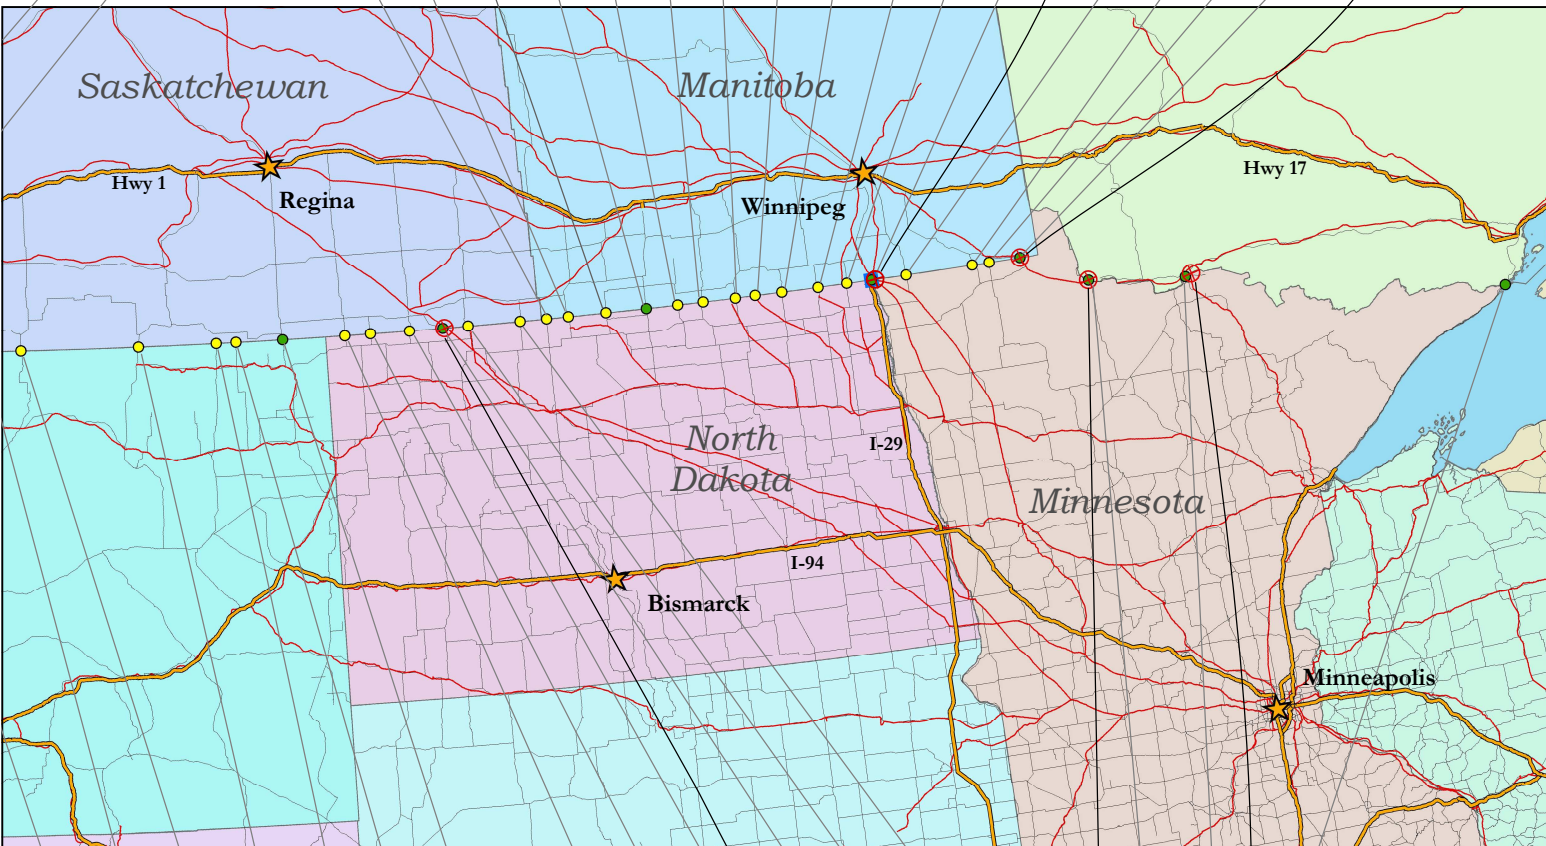 Saskatchewan
Manitoba
Hwy 1
Regina
Winnipeg
Hwy 17
North
Dakota
I-29
Minnesota
I-94
Bismarck
Minneapolis